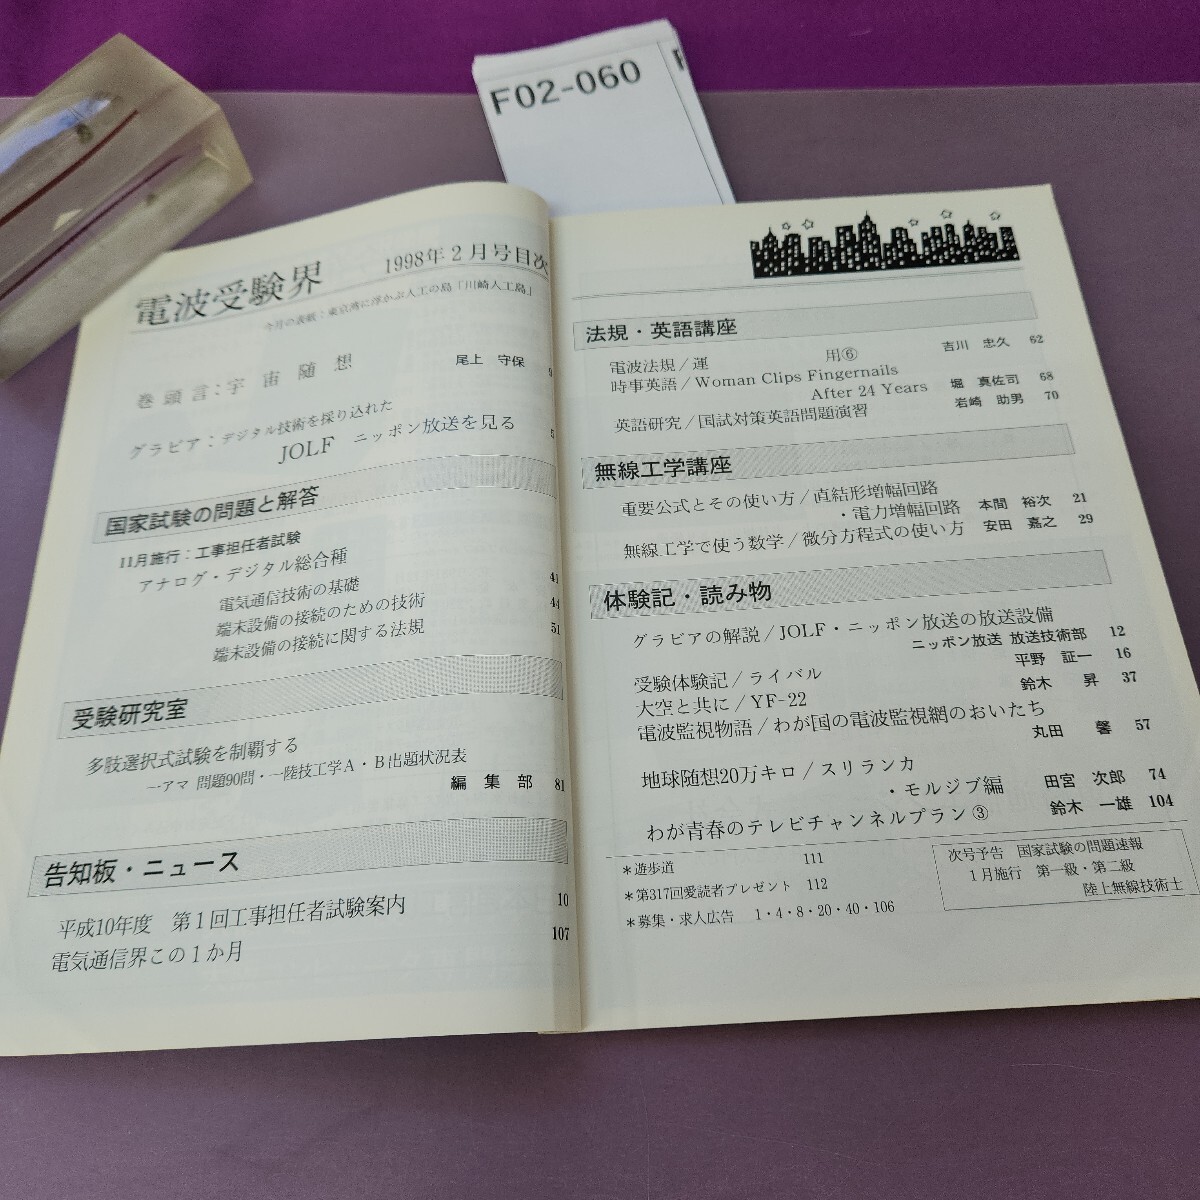 F02-060
電波受験界
1998年2月号目次
今月の表紙：東京湾に浮かぶ人工の島「川崎人工島」
巻頭言：宇宙随想 尾上 守保 9
グラビア：デジタル技術を採り込れた
JOLF ニッポン放送を見る 5
国家試験の問題と解答
11月施行：工事担任者試験
アナログ・デジタル総合種
電気通信技術の基礎 41
端末設備の接続のための技術 44
端末設備の接続に関する法規 51
受験研究室
多肢選択式試験を制覇する
一アマ 問題90問・一陸技工学A・B出題状況表
編集部 81
告知板・ニュース
平成10年度 第1回工事担任者試験案内 10
電気通信界この1か月 107
法規・英語講座
電波法規／運用⑥ 吉川 忠久 62
時事英語／Woman Clips Fingernails
After 24 Years 堀 真佐司 68
英語研究／国試対策英語問題演習 岩崎 助男 70
無線工学講座
重要公式とその使い方／直結形増幅回路
・電力増幅回路 本間 裕次 21
無線工学で使う数学／微分方程式の使い方 安田 嘉之 29
体験記・読み物
グラビアの解説／JOLF・ニッポン放送の放送設備
ニッポン放送 放送技術部 12
受験体験記／ライバル 平野 証一 16
大空と共に／YF-22 鈴木 昇 37
電波監視物語／わが国の電波監視網のおいたち
丸田 馨 57
地球随想20万キロ／スリランカ
・モルジブ編 田宮 次郎 74
わが青春のテレビチャンネルプラン③ 鈴木 一雄 104
＊遊歩道 111
＊第317回愛読者プレゼント 112
＊募集・求人広告 1・4・8・20・40・106
次号予告 国家試験の問題速報
1月施行 第一級・第二級
陸上無線技術士